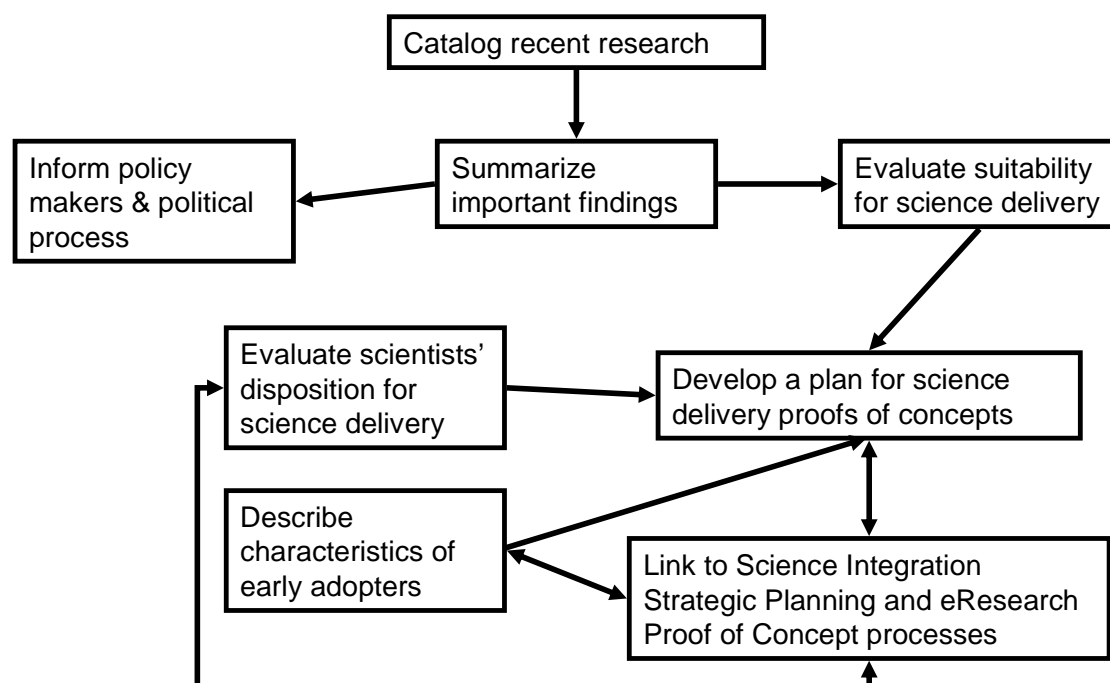 Catalog recent research
Inform policy
makers & political
process
Summarize
important findings
Evaluate suitability
for science delivery
Evaluate scientists’
disposition for
science delivery
Develop a plan for science
delivery proofs of concepts
Describe
characteristics of
early adopters
Link to Science Integration
Strategic Planning and eResearch
Proof of Concept processes